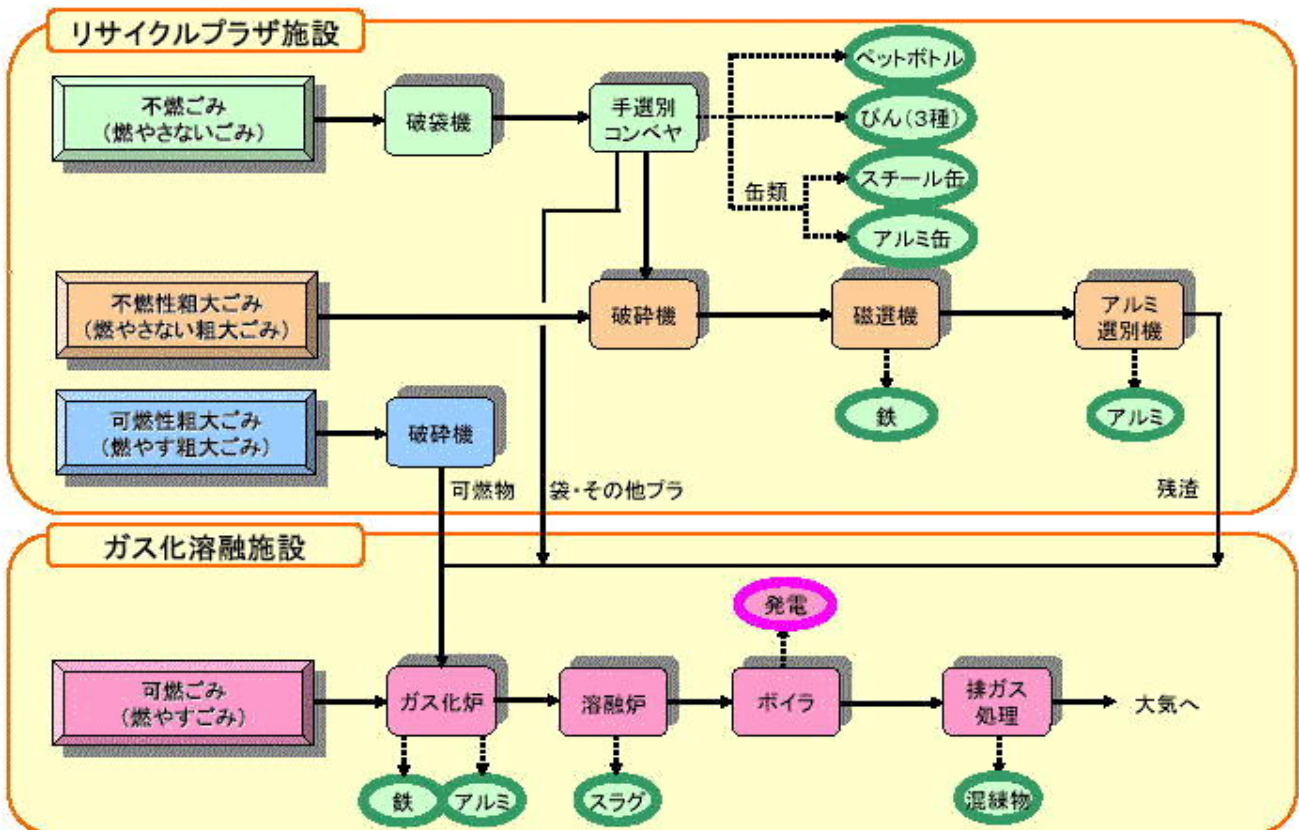 リサイクルプラザ施設
不燃ごみ
(燃やさないごみ)
破袋機
手選別
コンベヤ
ペットボトル
びん(3種)
缶類
スチール缶
アルミ缶
不燃性粗大ごみ
(燃やさない粗大ごみ)
破砕機
磁選機
アルミ
選別機
鉄
アルミ
可燃性粗大ごみ
(燃やす粗大ごみ)
破砕機
可燃物
袋・その他プラ
残渣
ガス化溶融施設
発電
可燃ごみ
(燃やすごみ)
ガス化炉
溶融炉
ボイラ
排ガス
処理
大気へ
鉄
アルミ
スラグ
混練物